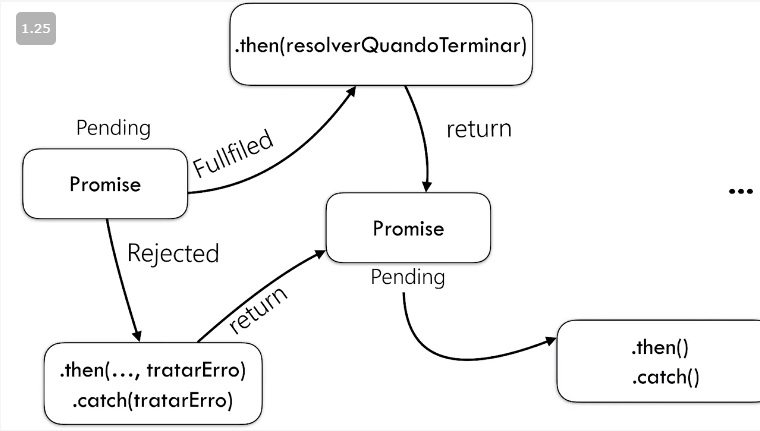 1.25
.then(resolverQuandoTerminar)
Pending
Fullfiled
return
Promise
...
Promise
Rejected
Pending
return
.then()
.catch()
.then(..., tratarErro)
.catch(tratarErro)